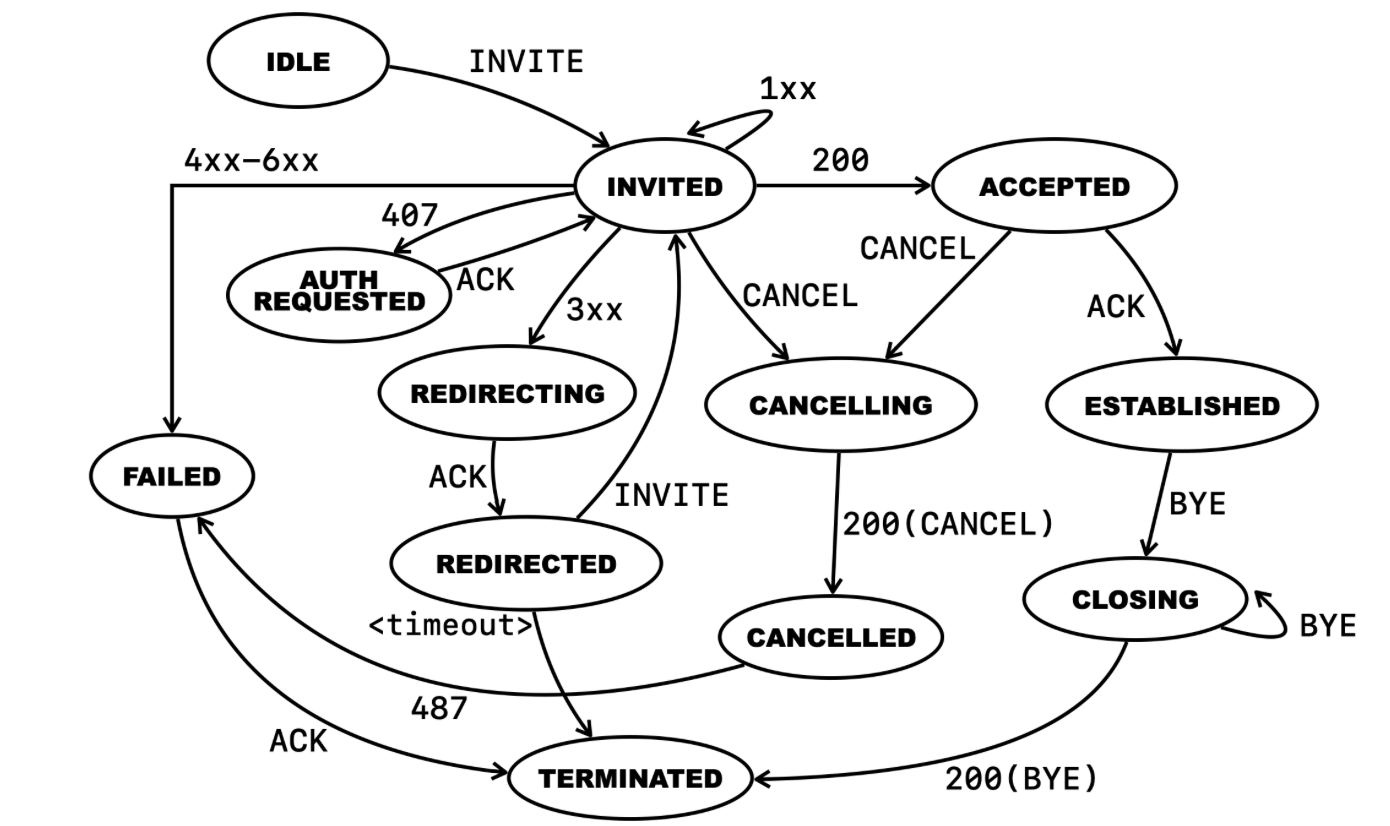 IDLE
INVITE
1xx
4xx-6xx
INVITED
200
ACCEPTED
407
AUTH
REQUESTED
ACK
3xx
CANCEL
CANCEL
ACK
REDIRECTING
CANCELLING
ESTABLISHED
FAILED
ACK
INVITE
200(CANCEL)
BYE
REDIRECTED
CLOSING
BYE
<timeout>
CANCELLED
487
ACK
TERMINATED
200(BYE)